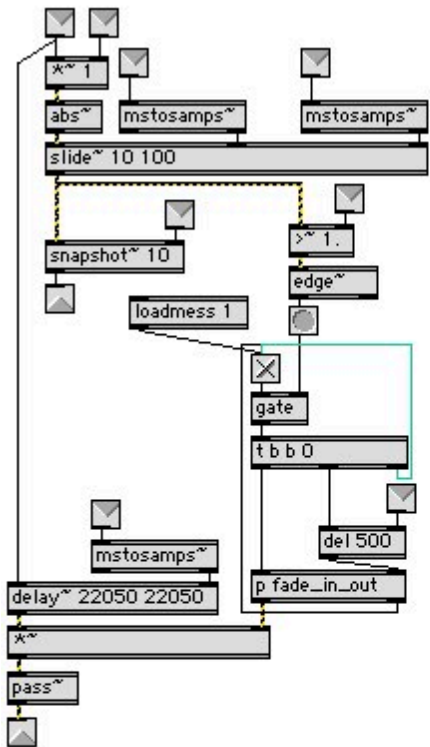 *~ 1
abs~
mstosamps~
mstosamps~
slide~ 10 100
>~ 1.
snapshot~ 10
edge~
loadmess 1
gate
t b b 0
mstosamps~
del 500
delay~ 22050 22050
p fade_in_out
*~
pass~